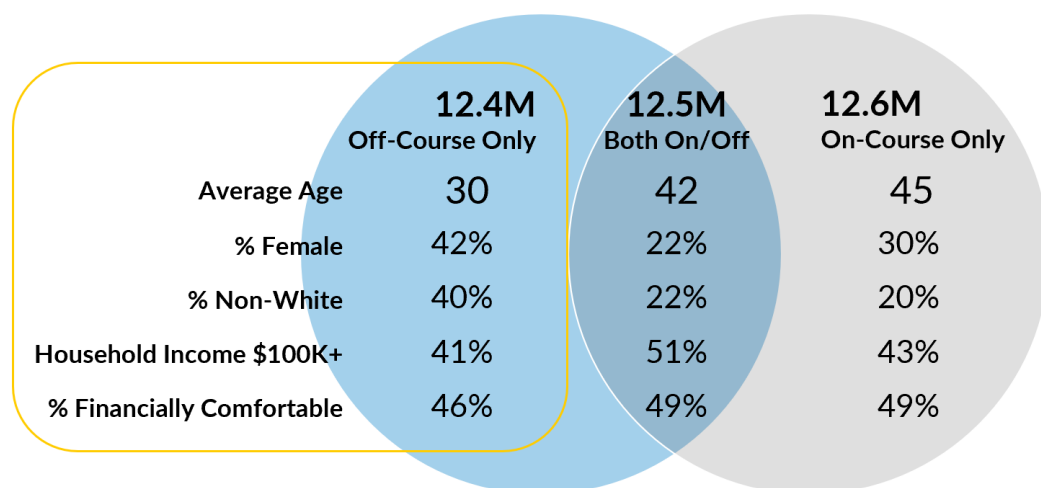 12.4M 12.5M 12.6M
Off-Course Only Both On/Off On-Course Only
Average Age 30 42 45
% Female 42% 22% 30%
% Non-White 40% 22% 20%
Household Income $100K+ 41% 51% 43%
% Financially Comfortable 46% 49% 49%